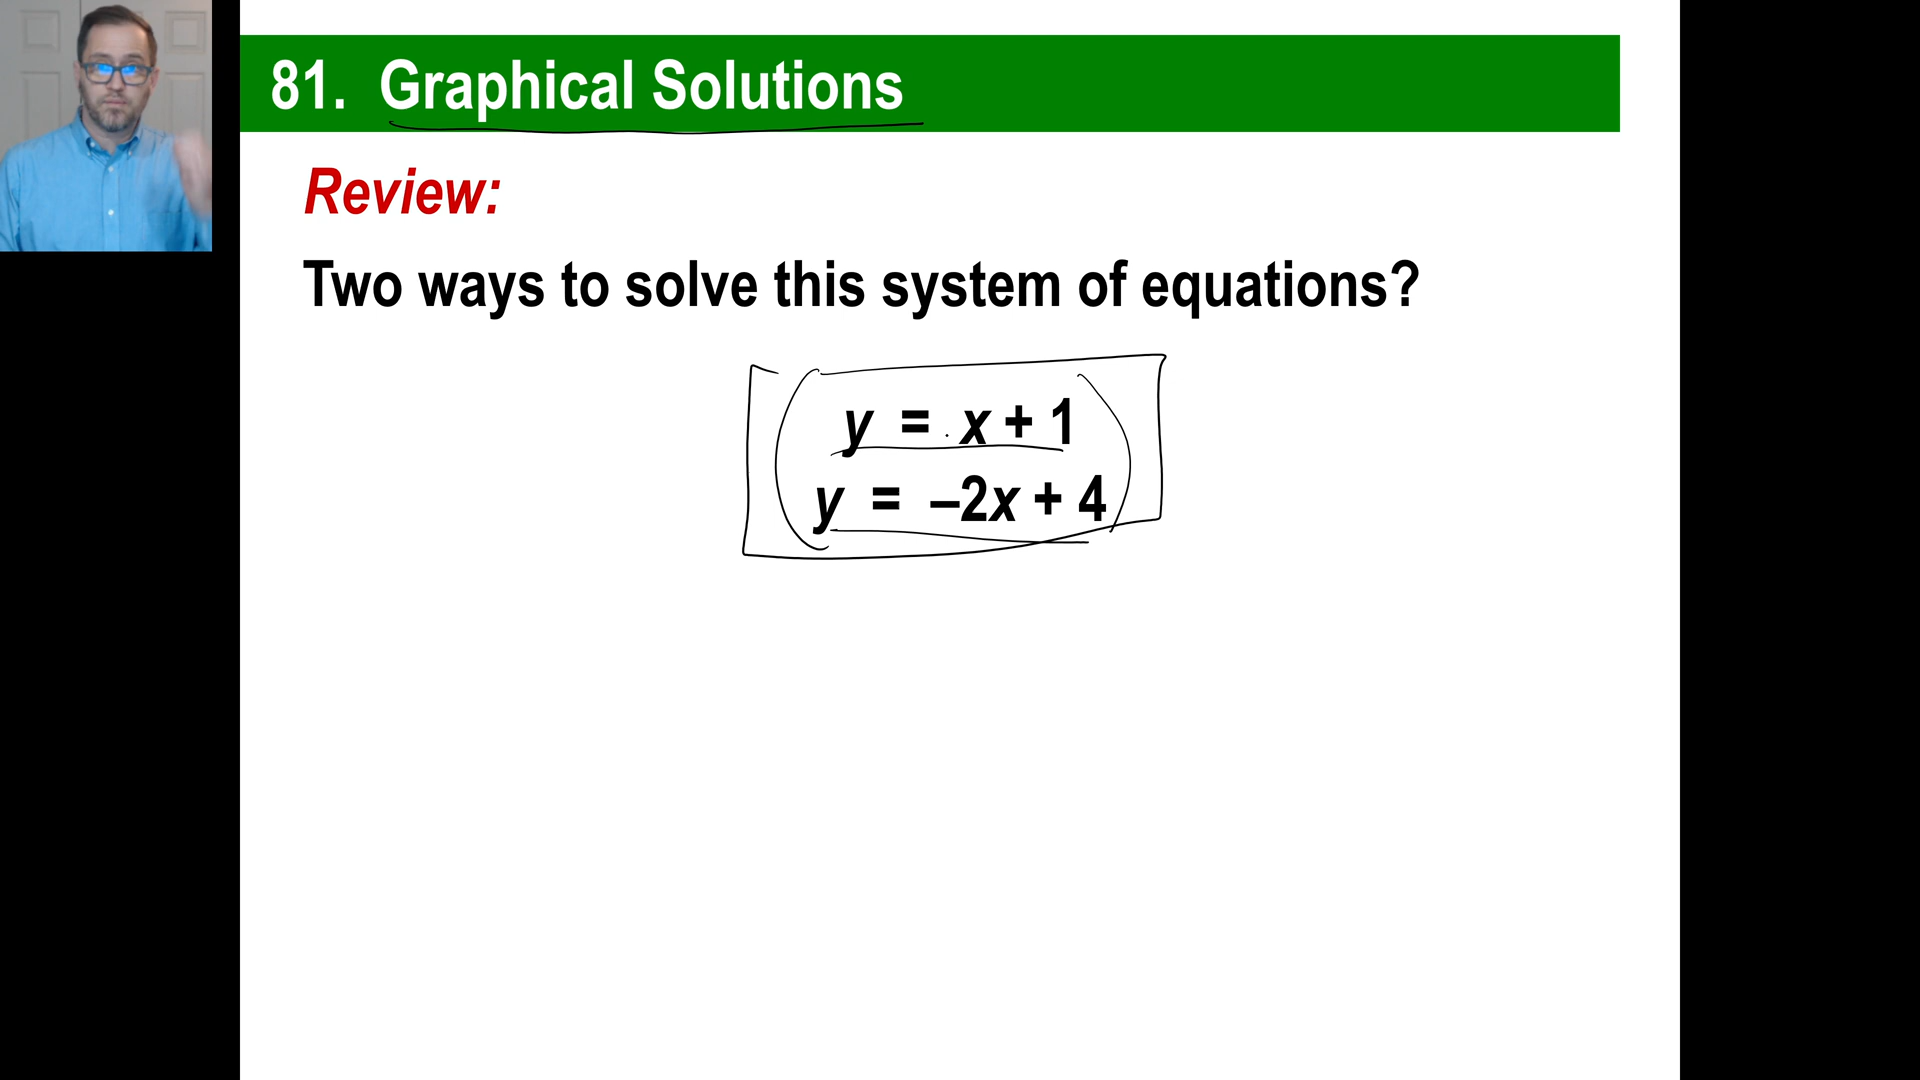 81. Graphical Solutions
Review:
Two ways to solve this system of equations?
y = x + 1
y = –2x + 4